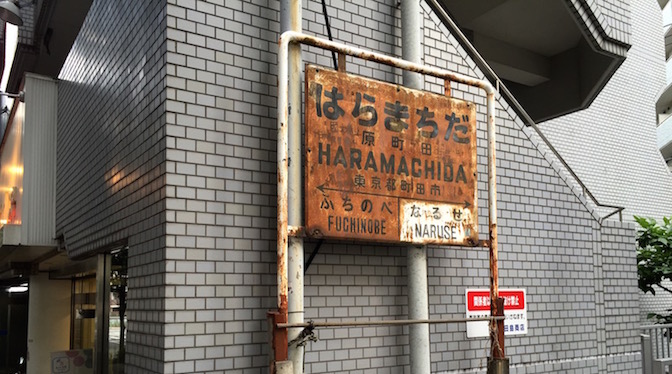 はらまちだ
原町田
HARAMACHIDA
東京都町田市
ふちのべ なるせ
FUCHINOBE NARUSE